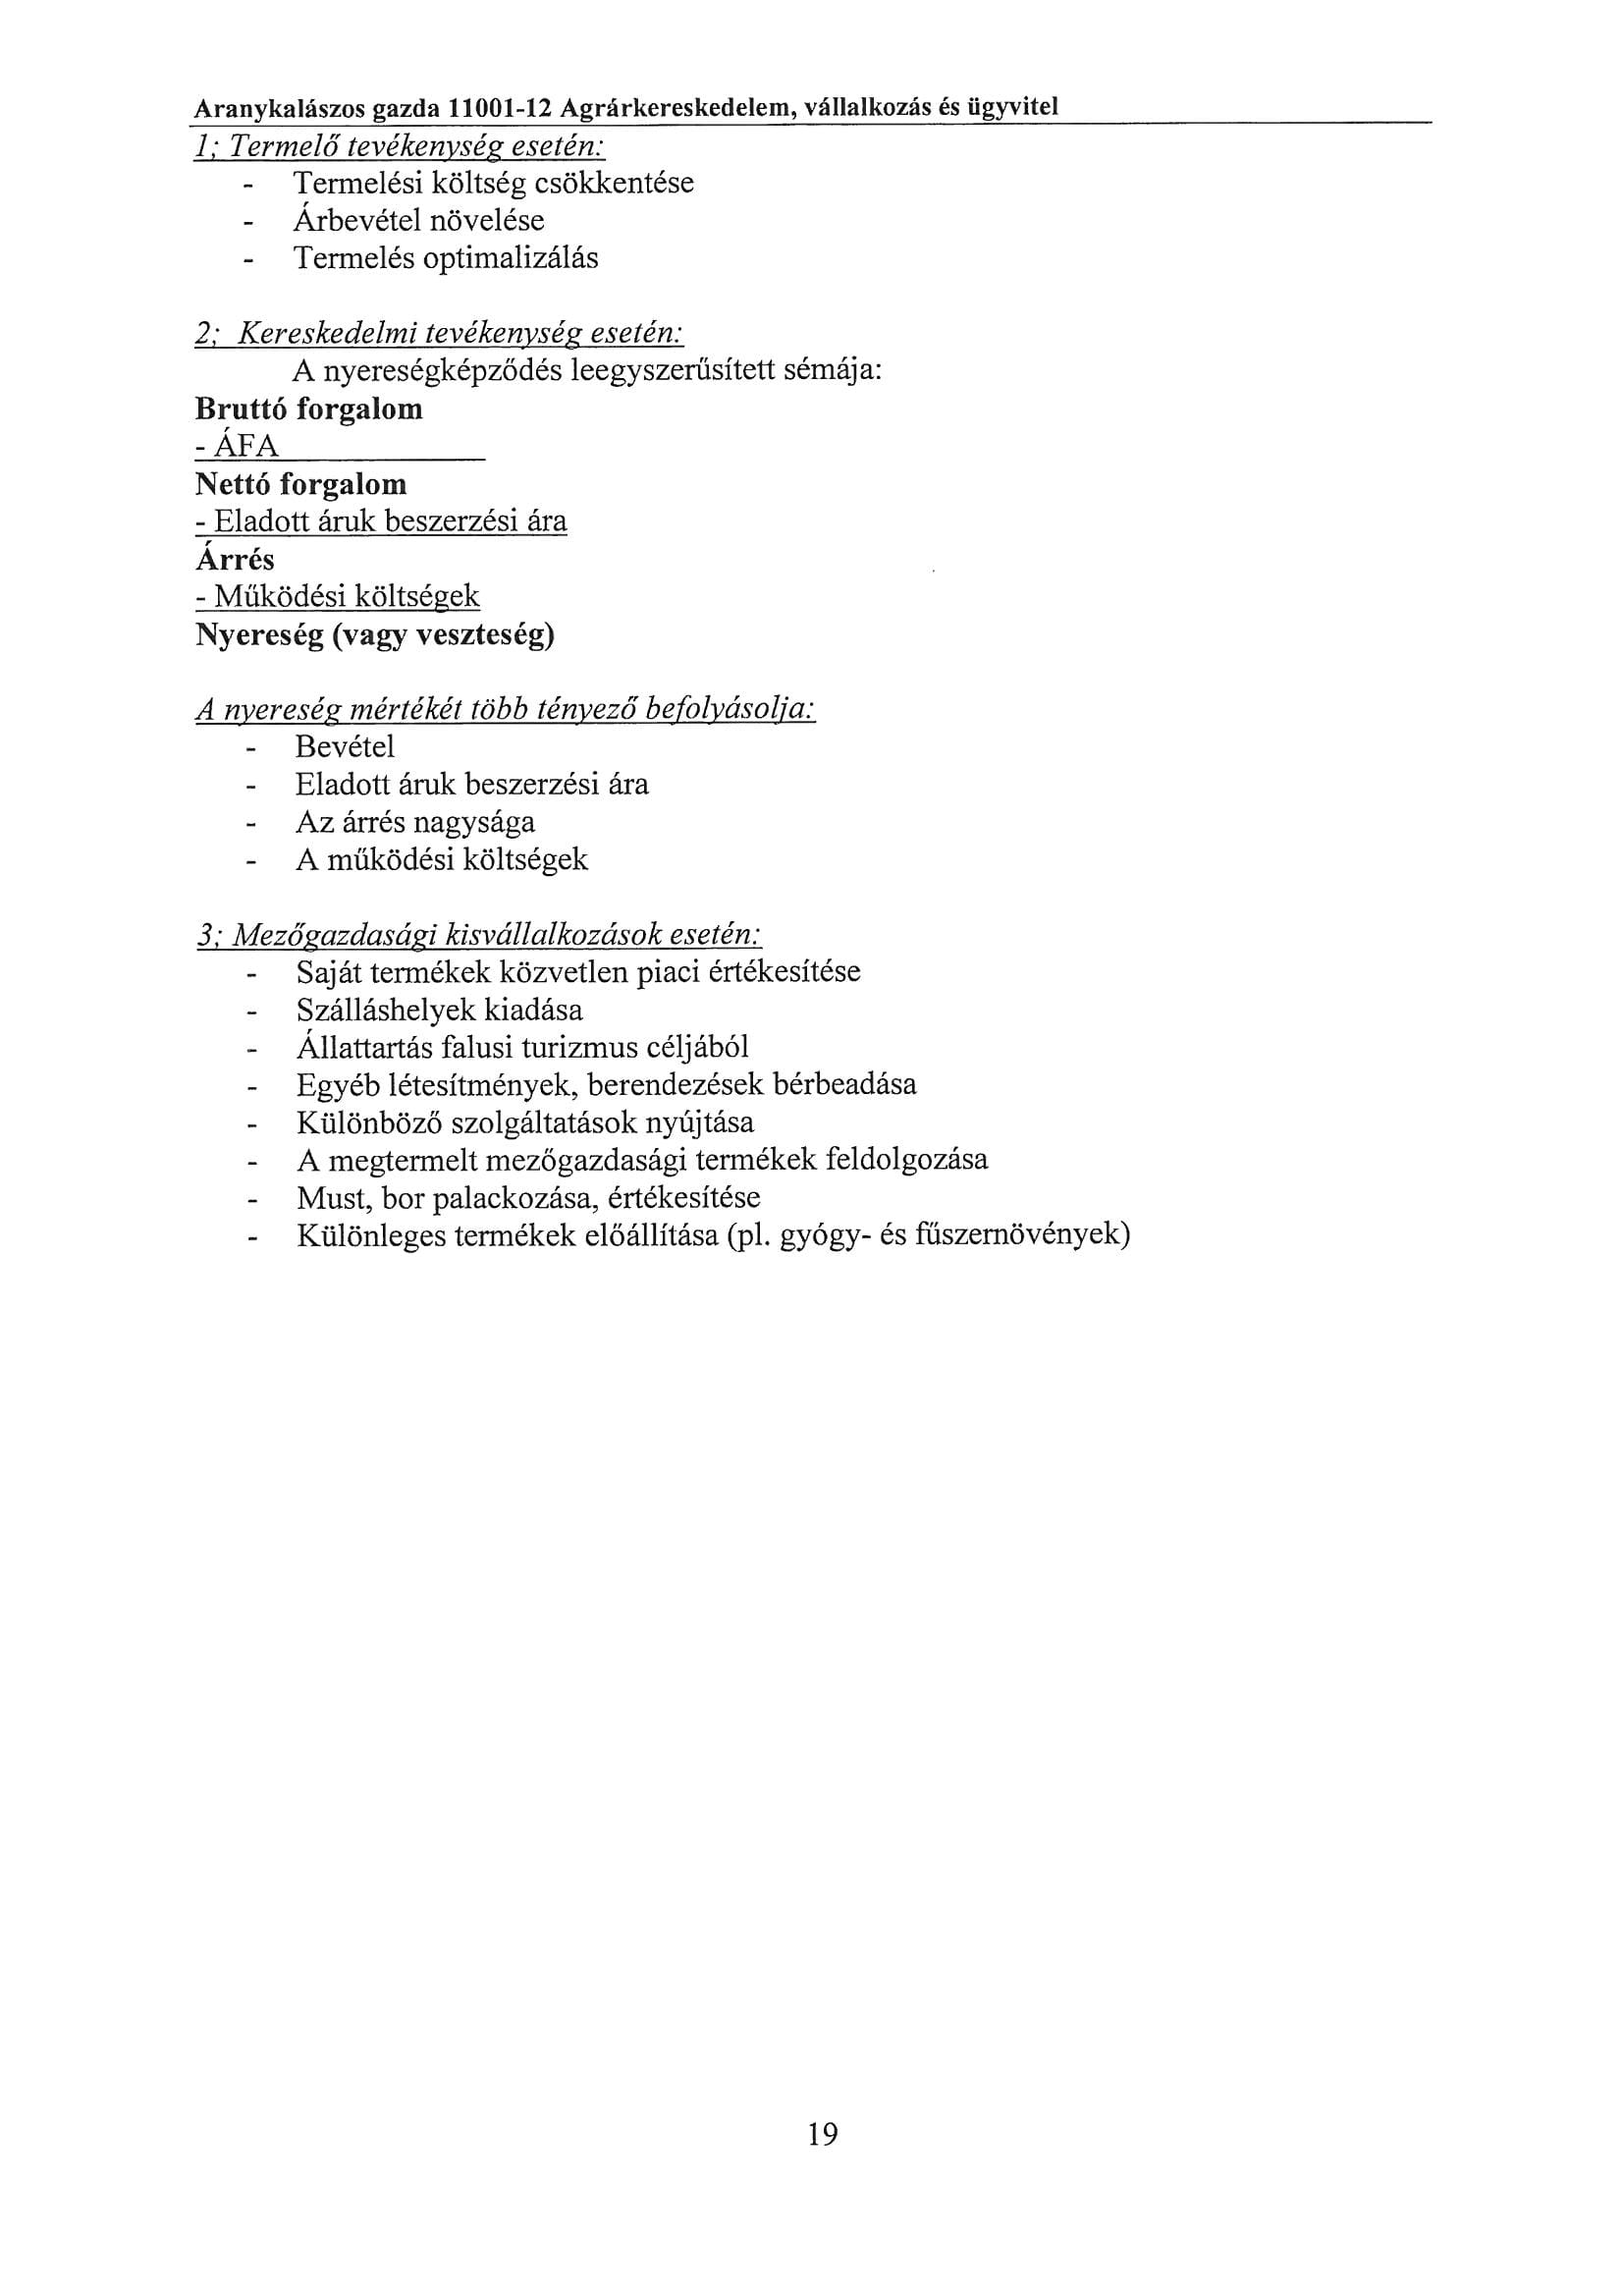 Aranykalászos gazda 11001-12 Agrárkereskedelem, vállalkozás és ügyvitel
1; Termelő tevékenység esetén:
- Termelési költség csökkentése
- Árbevétel növelése
- Termelés optimalizálás
2; Kereskedelmi tevékenység esetén:
A nyereségképződés leegyszerűsített sémája:
Bruttó forgalom
- ÁFA
Nettó forgalom
- Eladott áruk beszerzési ára
Árrés
- Működési költségek
Nyereség (vagy veszteség)
A nyereség mértékét több tényező befolyásolja:
- Bevétel
- Eladott áruk beszerzési ára
- Az árrés nagysága
- A működési költségek
3; Mezőgazdasági kisvállalkozások esetén:
- Saját termékek közvetlen piaci értékesítése
- Szálláshelyek kiadása
- Állattartás falusi turizmus céljából
- Egyéb létesítmények, berendezések bérbeadása
- Különböző szolgáltatások nyújtása
- A megtermelt mezőgazdasági termékek feldolgozása
- Must, bor palackozása, értékesítése
- Különleges termékek előállítása (pl. gyógy- és fűszernövények)
19